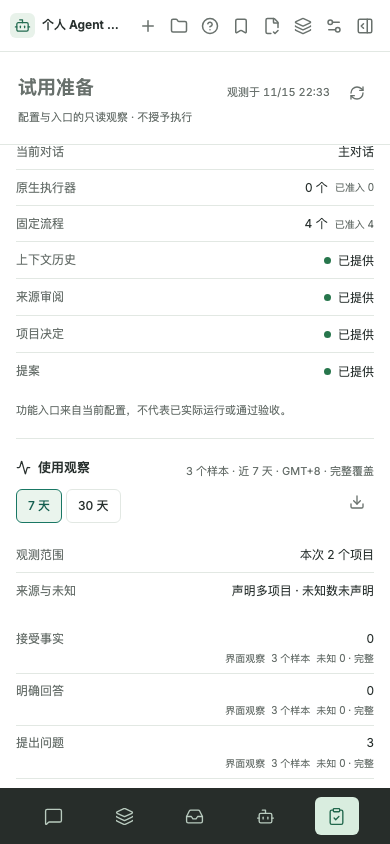 个人 Agent ...
试用准备
观测于 11/15 22:33
配置与入口的只读观察 · 不授予执行
当前对话 主对话
原生执行器 0 个 已准入 0
固定流程 4 个 已准入 4
上下文历史 已提供
来源审阅 已提供
项目决定 已提供
提案 已提供
功能入口来自当前配置，不代表已实际运行或通过验收。
使用观察 3 个样本 · 近 7 天 · GMT+8 · 完整覆盖
7 天 30 天
观测范围 本次 2 个项目
来源与未知 声明多项目 · 未知数未声明
接受事实 0
界面观察 3 个样本 未知 0 · 完整
明确回答 0
界面观察 3 个样本 未知 0 · 完整
提出问题 3
界面观察 3 个样本 未知 0 · 完整